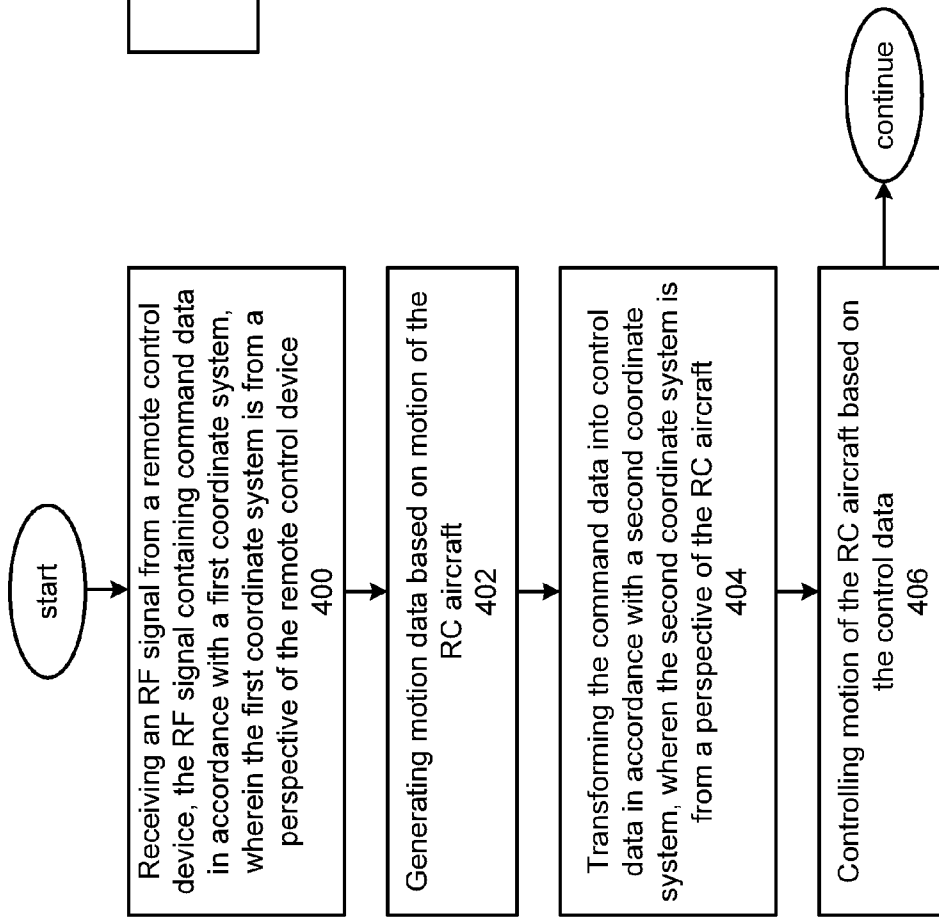 start
Receiving an RF signal from a remote control
device, the RF signal containing command data
in accordance with a first coordinate system,
wherein the first coordinate system is from a
perspective of the remote control device
400
Generating motion data based on motion of the
RC aircraft
402
Transforming the command data into control
data in accordance with a second coordinate
system, wheren the second coordinate system is
from a perspective of the RC aircraft
404
Controlling motion of the RC aircraft based on
the control data
406
continue